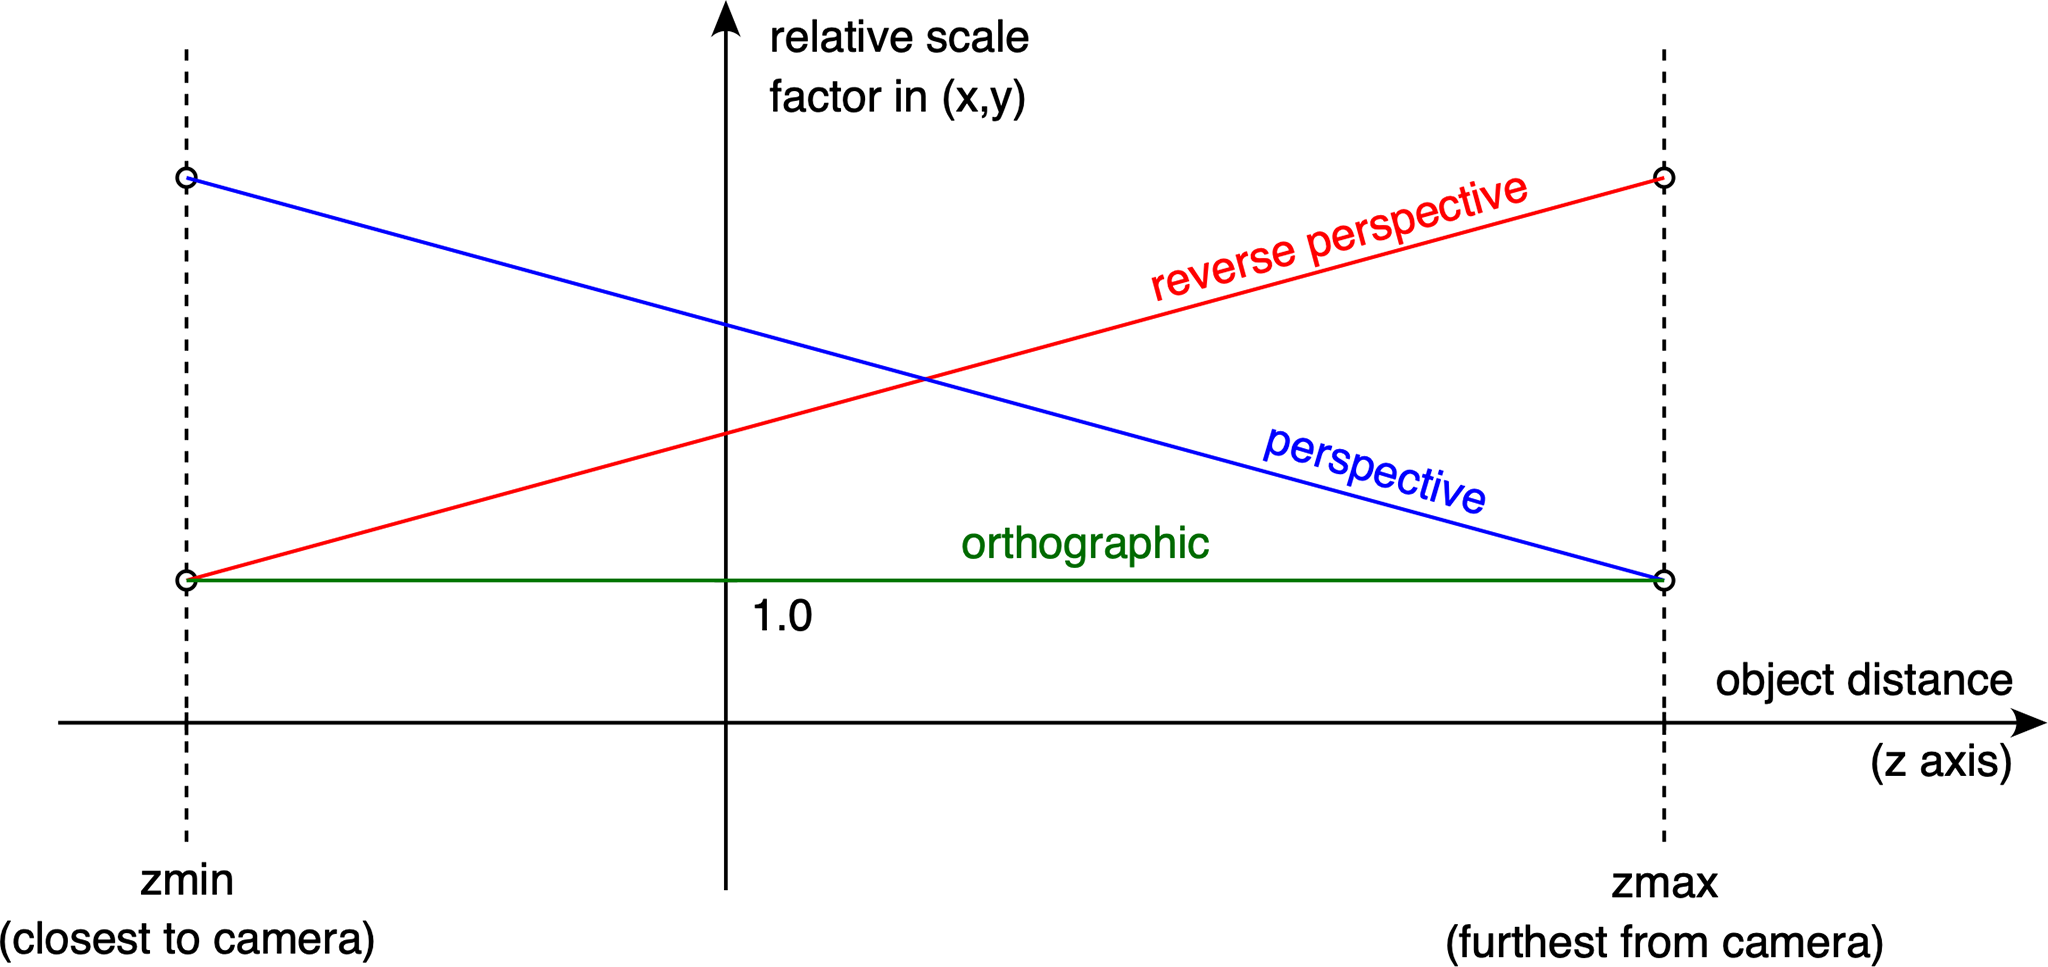 relative scale
factor in (x,y)
reverse perspective
perspective
orthographic
1.0
object distance
(z axis)
zmin
(closest to camera)
zmax
(furthest from camera)